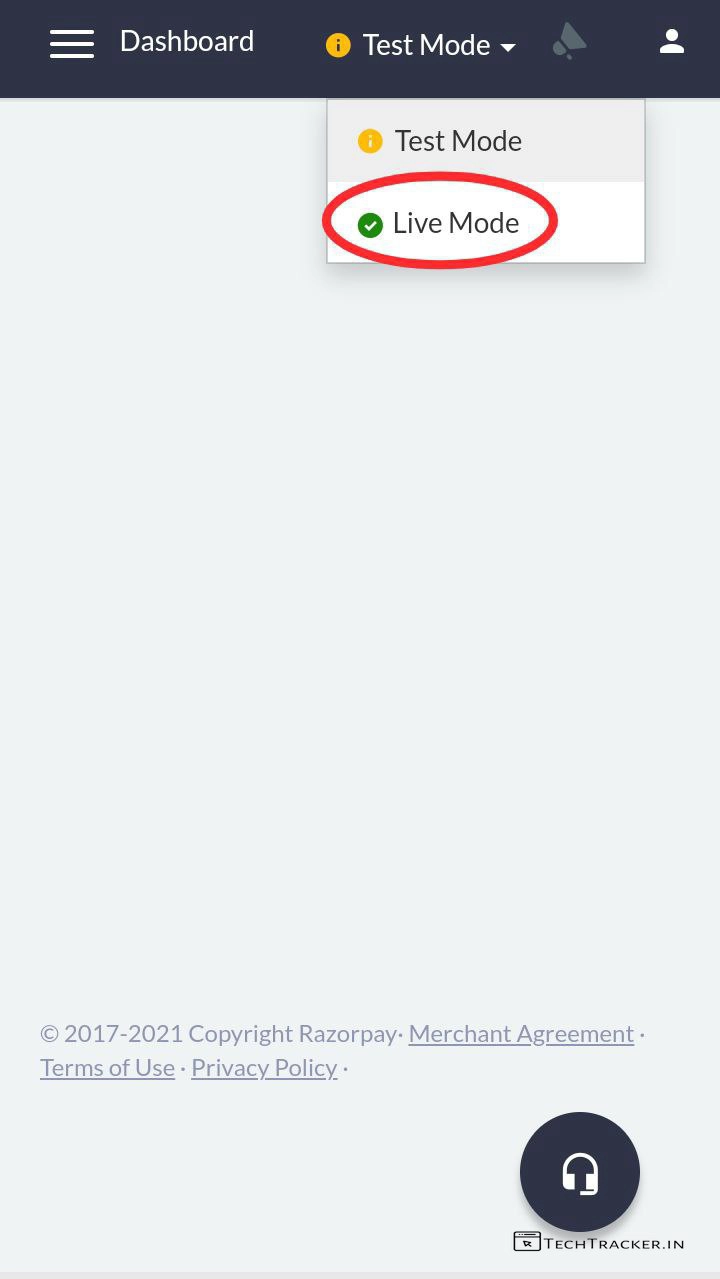 Dashboard
Test Mode
Test Mode
Live Mode
© 2017-2021 Copyright Razorpay· Merchant Agreement ·
Terms of Use · Privacy Policy ·
TECHTRACKER.IN